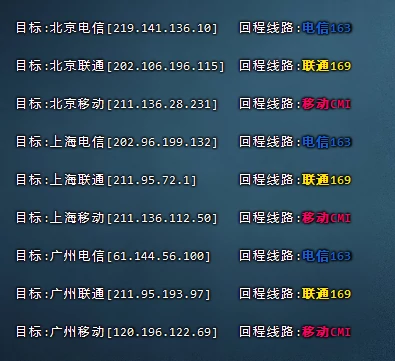 目标:北京电信[219.141.136.10] 回程线路:电信163
目标:北京联通[202.106.196.115] 回程线路:联通169
目标:北京移动[211.136.28.231] 回程线路:移动CMI
目标:上海电信[202.96.199.132] 回程线路:电信163
目标:上海联通[211.95.72.1] 回程线路:联通169
目标:上海移动[211.136.112.50] 回程线路:移动CMI
目标:广州电信[61.144.56.100] 回程线路:电信163
目标:广州联通[211.95.193.97] 回程线路:联通169
目标:广州移动[120.196.122.69] 回程线路:移动CMI